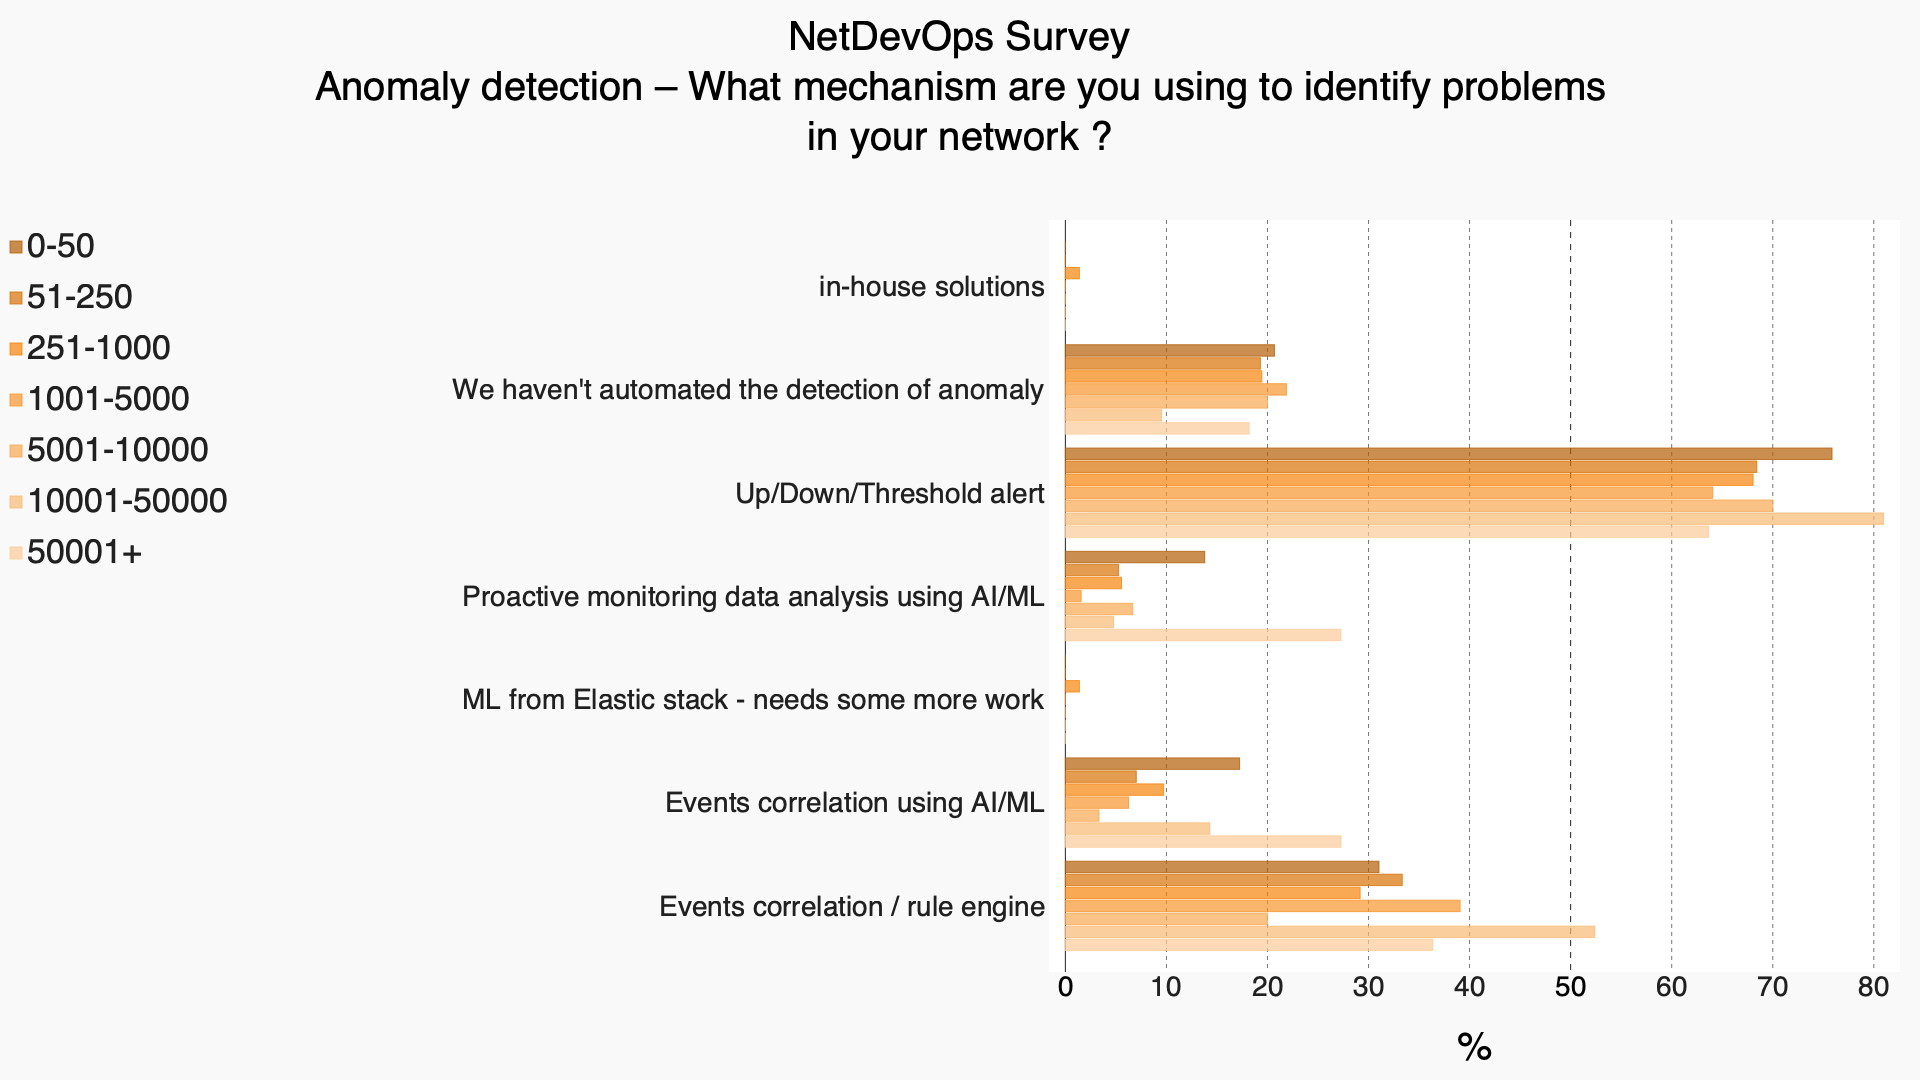 NetDevOps Survey
Anomaly detection – What mechanism are you using to identify problems
in your network ?
0-50
51-250
251-1000
1001-5000
5001-10000
10001-50000
50001+
in-house solutions
We haven't automated the detection of anomaly
Up/Down/Threshold alert
Proactive monitoring data analysis using AI/ML
ML from Elastic stack - needs some more work
Events correlation using AI/ML
Events correlation / rule engine
0 10 20 30 40 50 60 70 80
%